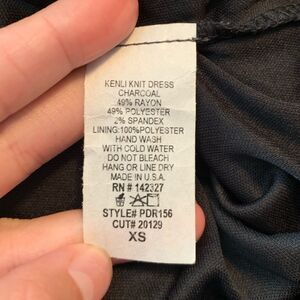 KENLI KNIT DRESS
CHARCOAL
49% RAYON
49% POLYESTER
2% SPANDEX
LINING:100%POLYESTER
HAND WASH
WITH COLD WATER
DO NOT BLEACH
HANG OR LINE DRY
MADE IN U.S.A.
RN # 142327
STYLE# PDR156
CUT# 20129
XS